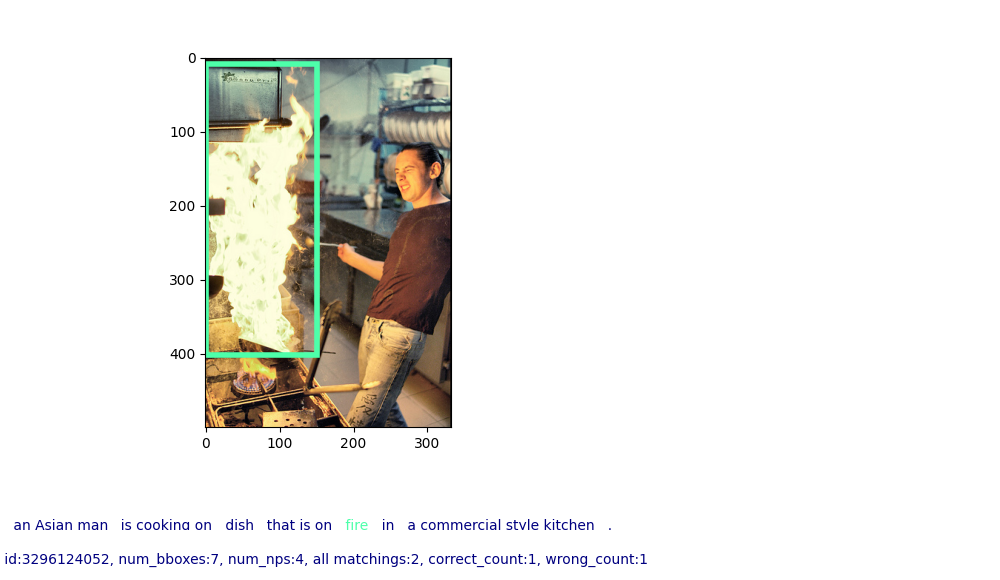 0
100
200
300
400
0 100 200 300
an Asian man is cooking on dish that is on fire in a commercial style kitchen .
id:3296124052, num_bboxes:7, num_nps:4, all matchings:2, correct_count:1, wrong_count:1